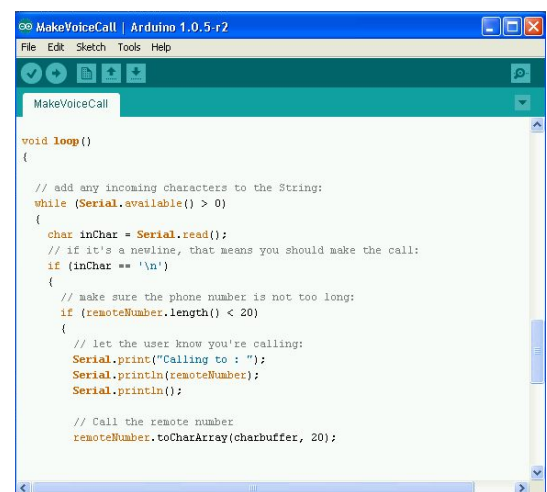 MakeVoiceCall | Arduino 1.0.5-r2
File Edit Sketch Tools Help
MakeVoiceCall
void loop()
{
// add any incoming characters to the String:
while (Serial.available() > 0)
{
char inChar = Serial.read();
// if it's a newline, that means you should make the call:
if (inChar == '\n')
{
// make sure the phone number is not too long:
if (remoteNumber.length() < 20)
{
// let the user know you're calling:
Serial.print("Calling to : ");
Serial.println(remoteNumber);
Serial.println();
// Call the remote number
remoteNumber.toCharArray(charbuffer, 20);